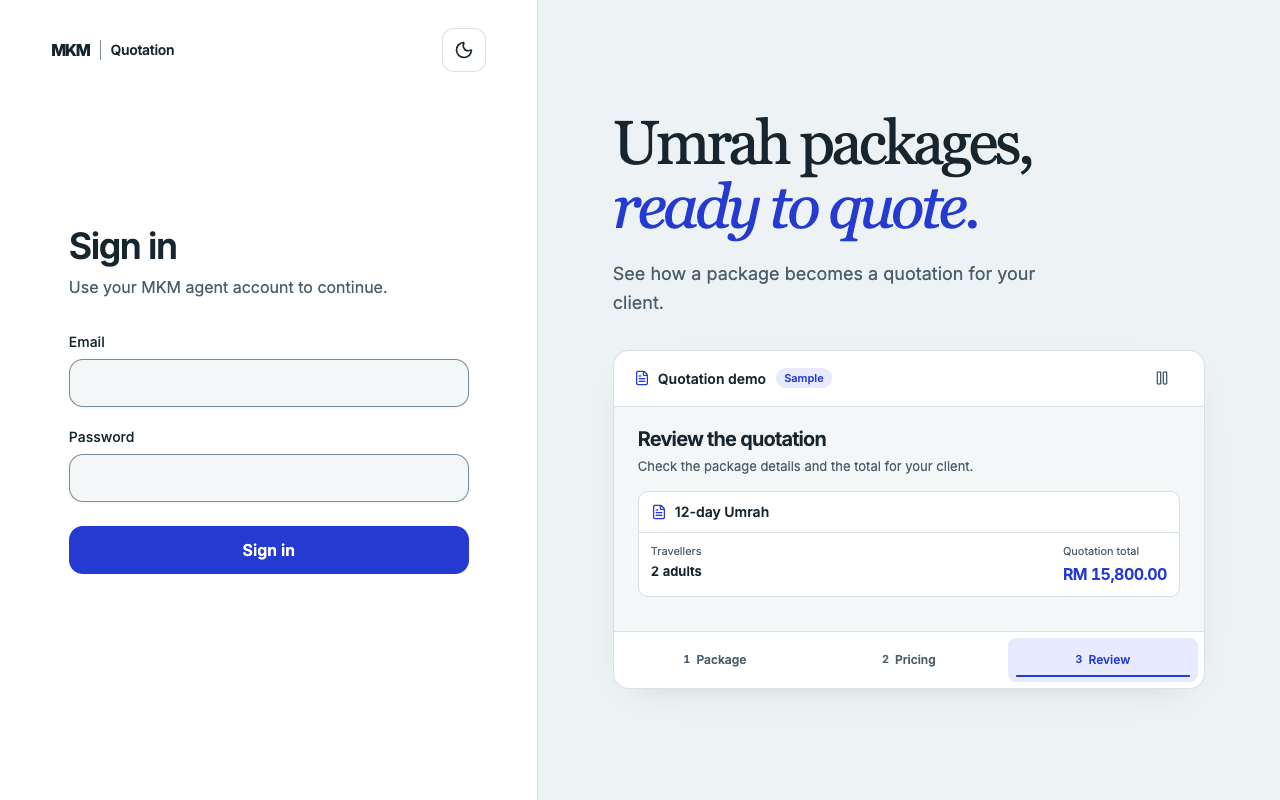 MKM | Quotation
Sign in
Use your MKM agent account to continue.
Email
Password
Sign in
Umrah packages,
ready to quote.
See how a package becomes a quotation for your
client.
Quotation demo Sample
Review the quotation
Check the package details and the total for your client.
12-day Umrah
Travellers Quotation total
2 adults RM 15,800.00
1 Package 2 Pricing 3 Review